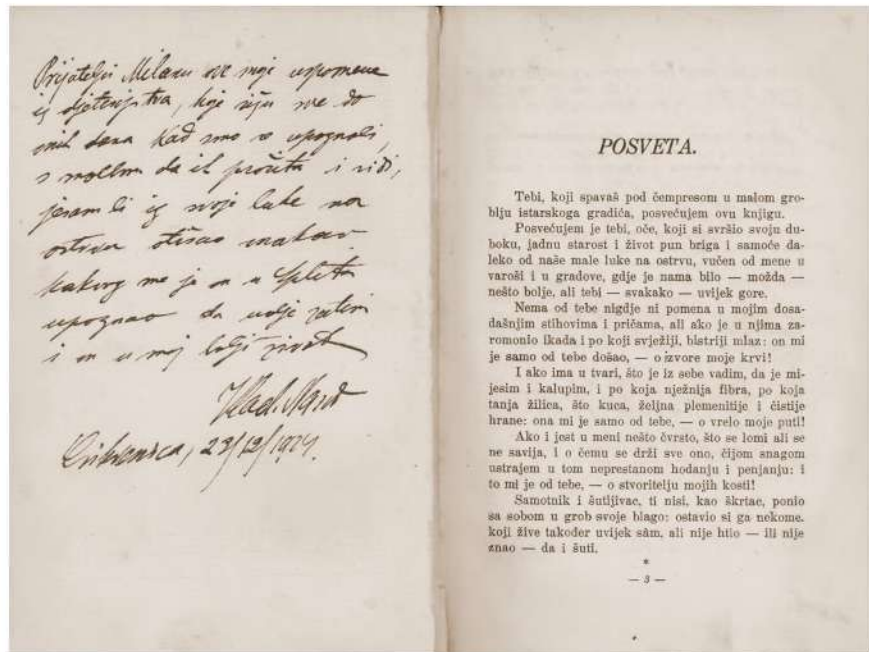 Prijatelju Milanu ove moje uspomene
iz djetinjstva, koje sižu sve do
onih dana kad smo se upoznali,
s molbom da ih pročita i vidi,
jesam li iz svoje luke na
ostrvu otišao onakav
kakvog me je on u Splitu
upoznao da uđje zatim
i on u moj bolji život
Vlad. Nazor
Crikvenica, 23/12/1924.
POSVETA.
Tebi, koji spavaš pod čempresom u malom gro-
blju istarskoga gradića, posvećujem ovu knjigu.
Posvećujem je tebi, oče, koji si svršio svoju du-
boku, jadnu starost i život pun briga i samoće da-
leko od naše male luke na ostrvu, vučen od mene u
varoši i u gradove, gdje je nama bilo — možda —
nešto bolje, ali tebi — svakako — uvijek gore.
Nema od tebe nigdje ni pomena u mojim dosa-
dašnjim stihovima i pričama, ali ako je u njima za-
romonio ikada i po koji svježiji, bistriji mlaz: on mi
je samo od tebe došao, — o izvore moje krvi!
I ako ima u tvari, što je iz sebe vadim, da je mi-
jesim i kalupim, i po koja nježnija fibra, po koja
tanja žilica, što kuca, željna plemenitije i čistije
hrane: ona mi je samo od tebe, — o vrelo moje puti!
Ako i jest u meni nešto čvrsto, što se lomi ali se
ne savija, i o čemu se drži sve ono, čijom snagom
ustrajem u tom neprestanom hodanju i penjanju: i
to mi je od tebe, — o stvoritelju mojih kosti!
Samotnik i šutljivac, ti nisi, kao škrtac, ponio
sa sobom u grob svoje blago: ostavio si ga nekome.
koji žive također uvijek sâm, ali nije htio — ili nije
znao — da i šuti.
*
— 3 —